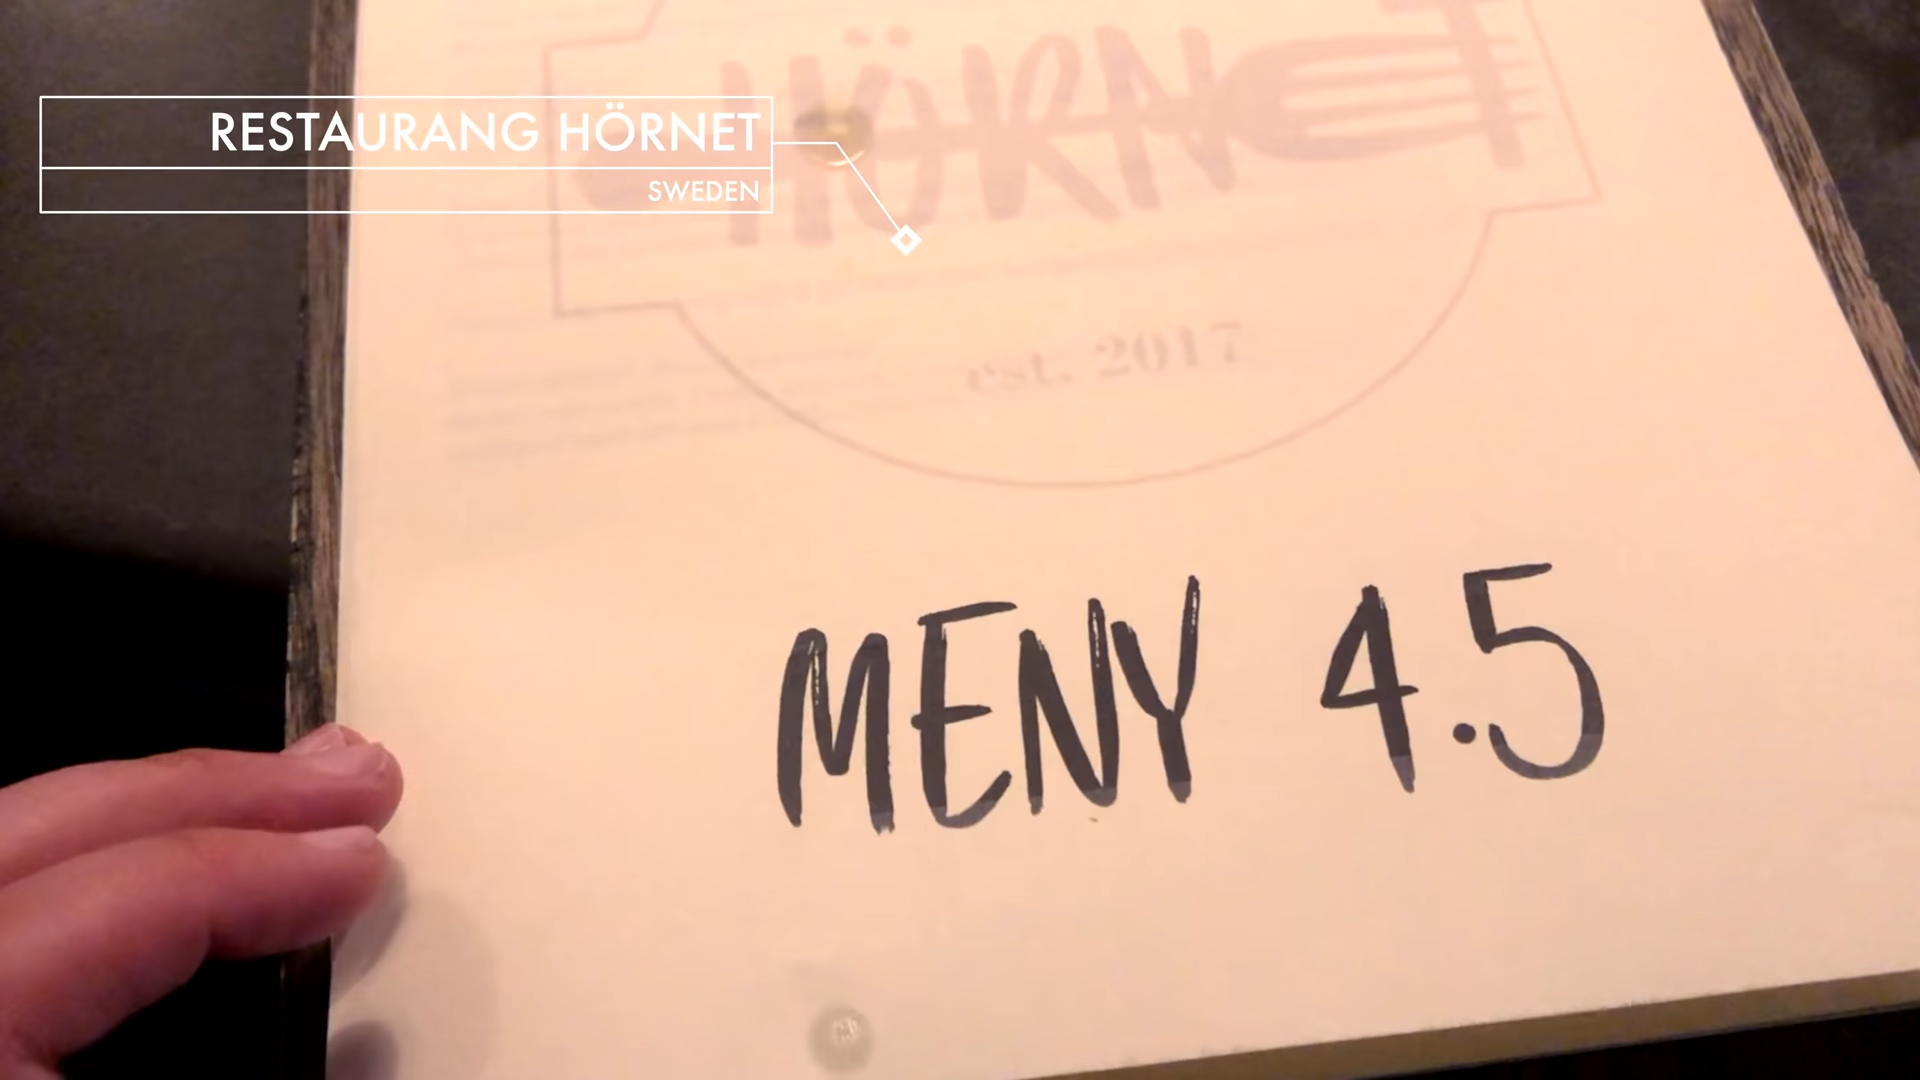 RESTAURANG HÖRNET
SWEDEN
HÖRNET
est. 2017
MENY 4.5